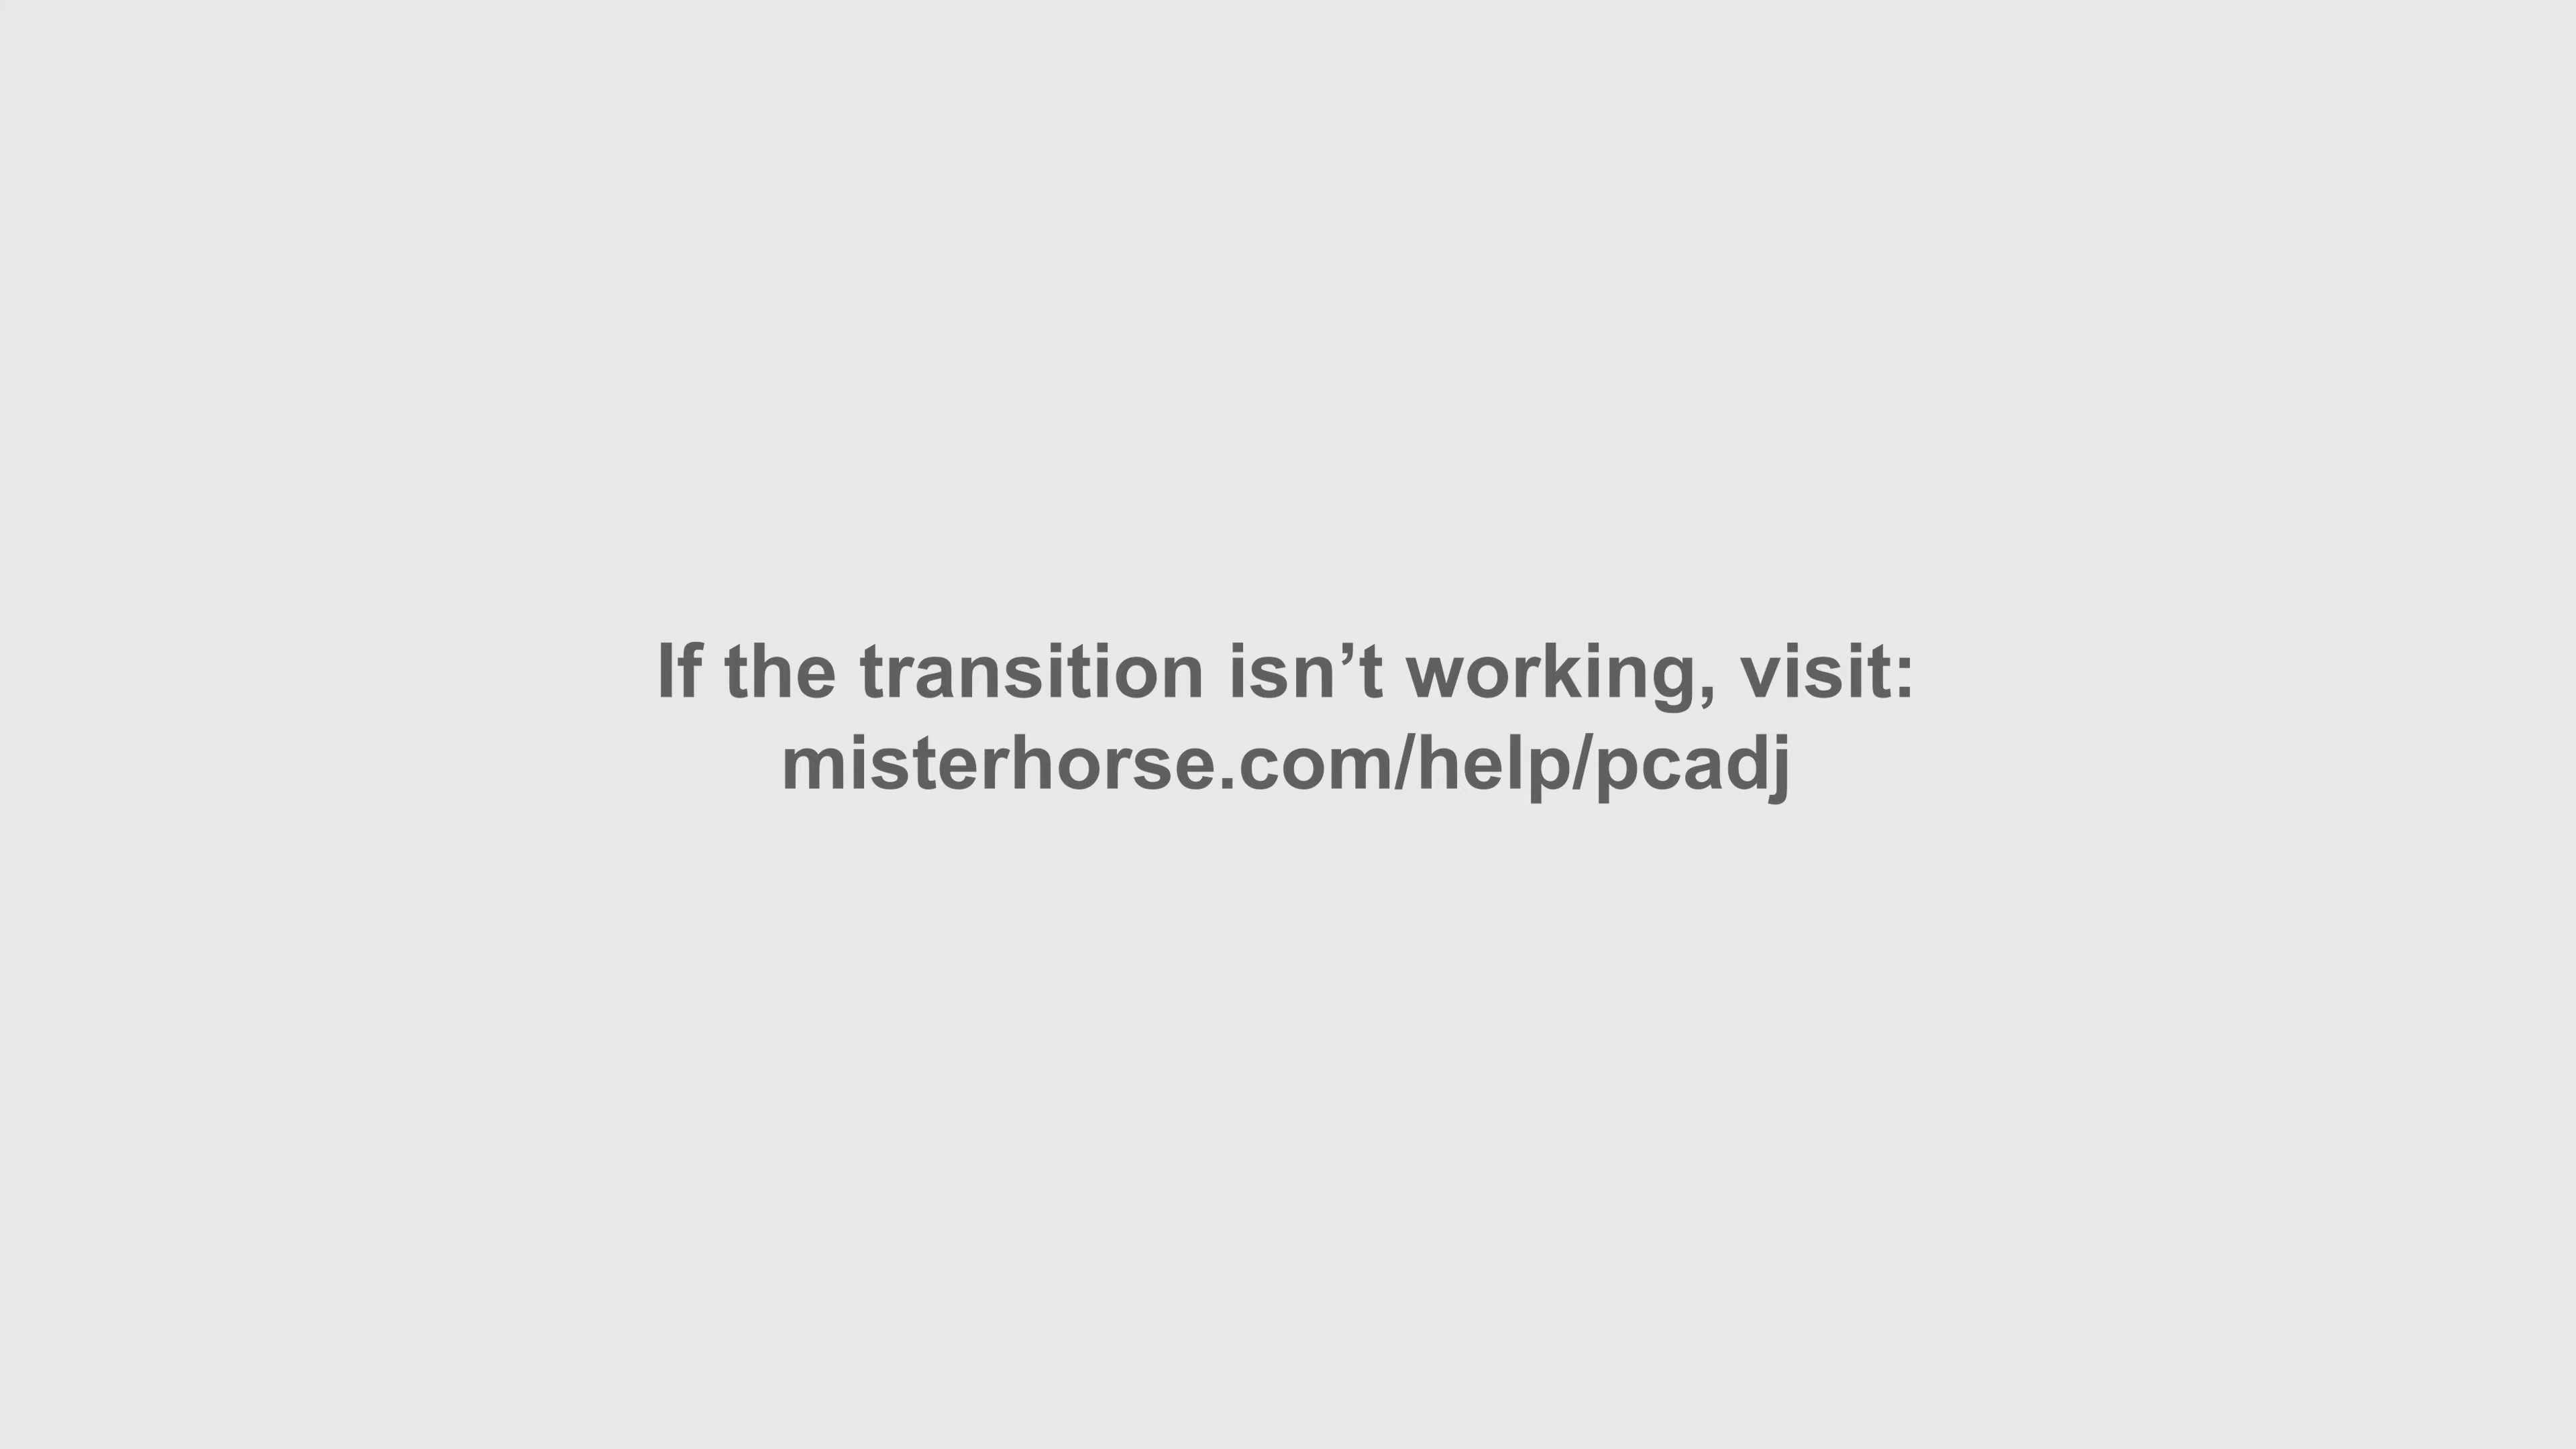 If the transition isn’t working, visit:
misterhorse.com/help/pcadj